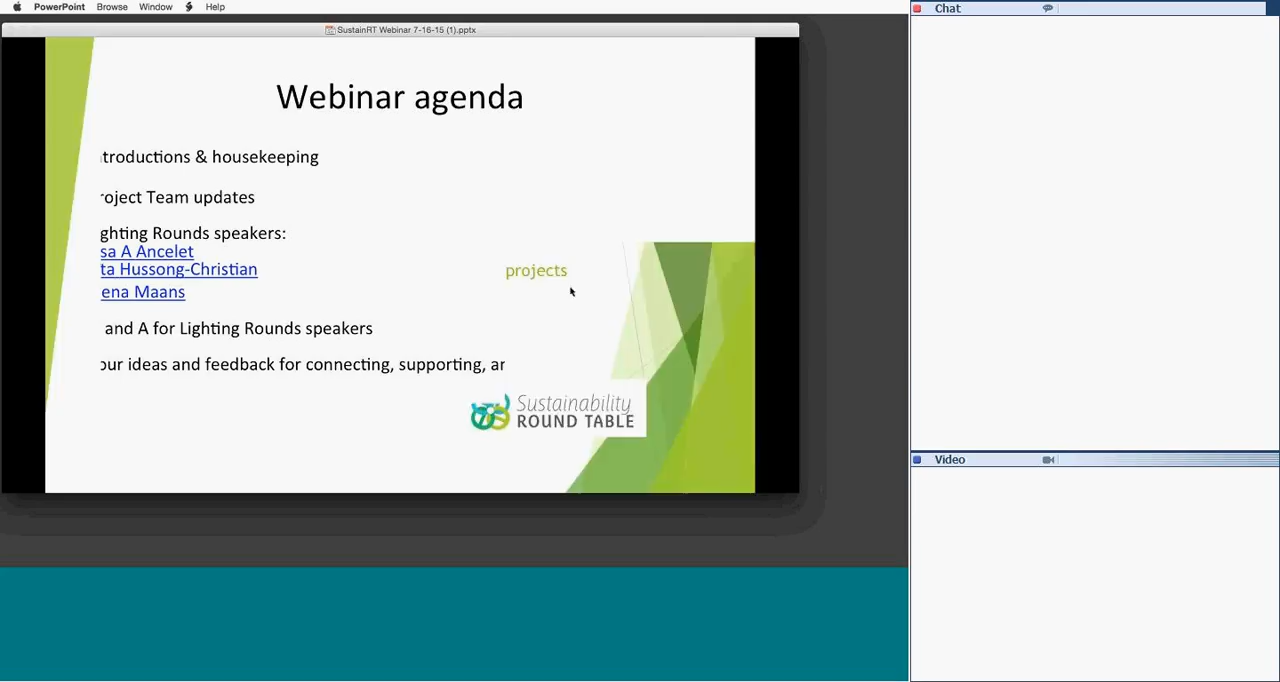 PowerPoint Browse Window Help
SustainRT Webinar 7-16-15 (1).pptx
Chat
Webinar agenda
troductions & housekeeping
roject Team updates
ghting Rounds speakers:
sa A Ancelet
ta Hussong-Christian
projects
ena Maans
and A for Lighting Rounds speakers
our ideas and feedback for connecting, supporting, ar
Sustainability
ROUND TABLE
Video